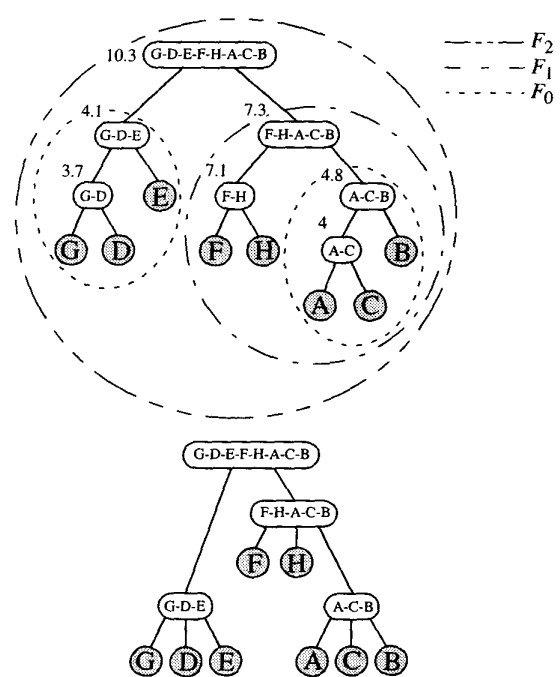 10.3 G-D-E-F-H-A-C-B
F₂
F₁
F₀
4.1
7.3
G-D-E
F-H-A-C-B
3.7
7.1
4.8
G-D
E
F-H
A-C-B
4
G D F H A-C B
A C
G-D-E-F-H-A-C-B
F-H-A-C-B
F H
G-D-E
A-C-B
G D E A C B